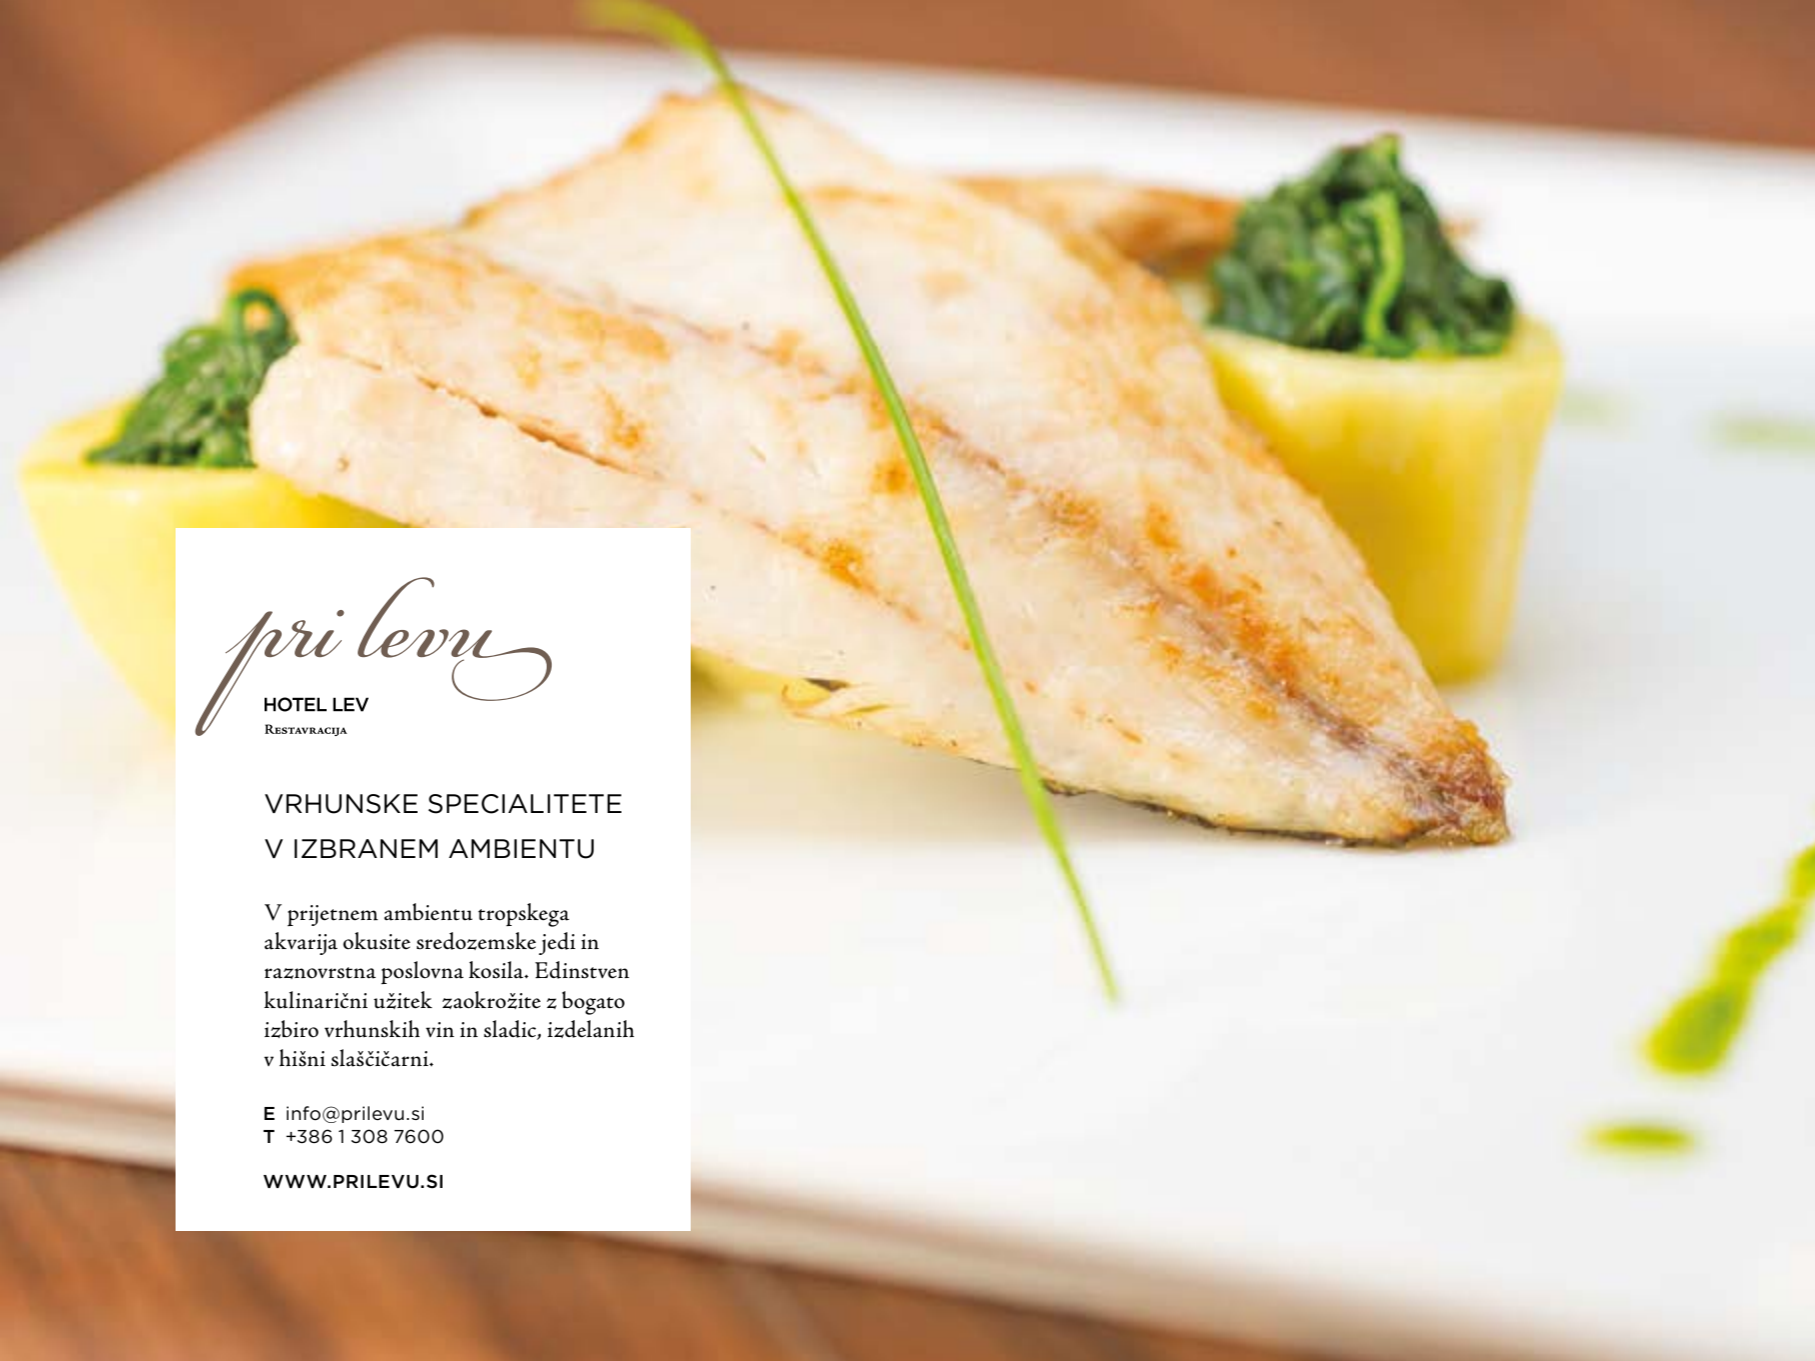 pri levu
HOTEL LEV
RESTAVRACIJA
VRHUNSKE SPECIALITETE
V IZBRANEM AMBIENTU
V prijetnem ambientu tropskega
akvarija okusite sredozemske jedi in
raznovrstna poslovna kosila. Edinstven
kulinarični užitek zaokrožite z bogato
izbiro vrhunskih vin in sladic, izdelanih
v hišni slaščičarni.
E info@prilevu.si
T +386 1 308 7600
WWW.PRILEVU.SI